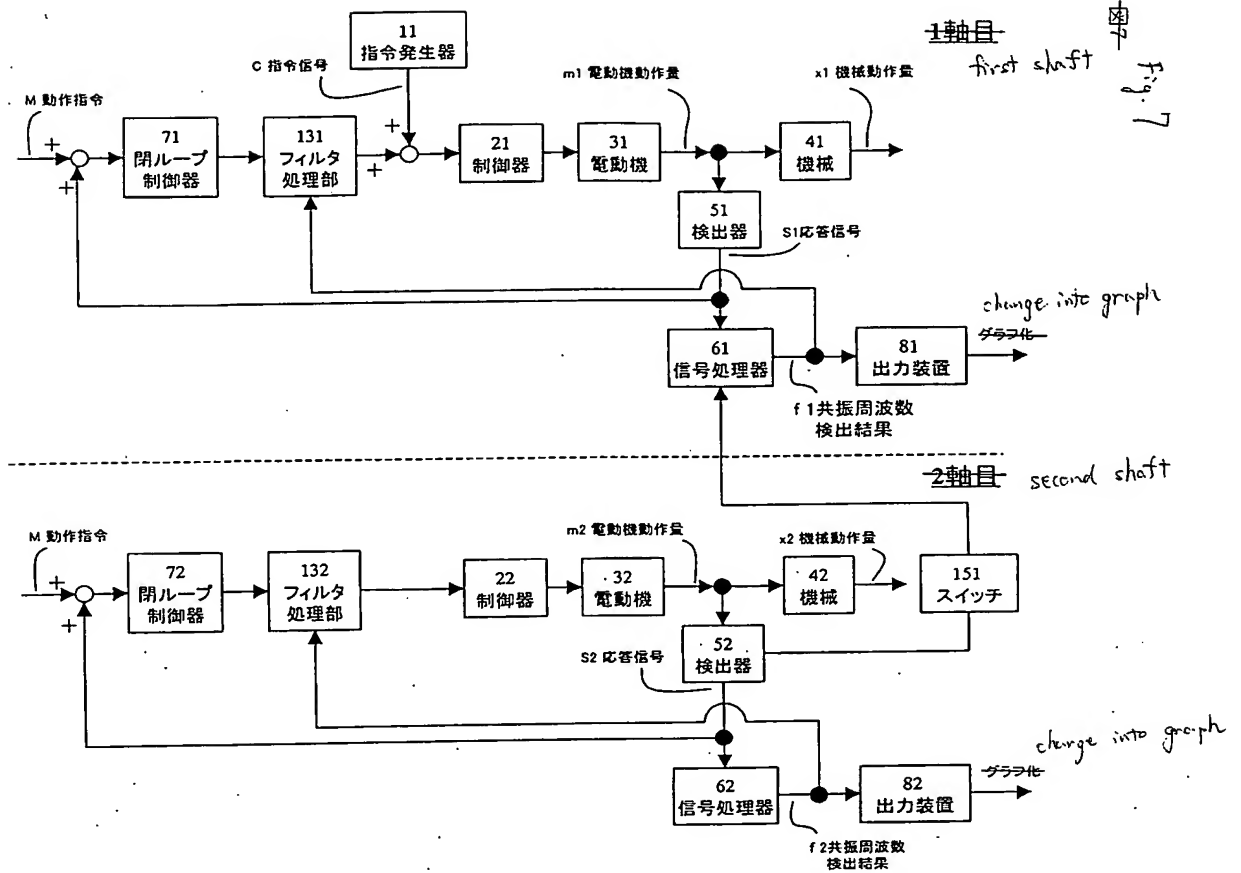 図7
Fig. 7
1軸目
first shaft
11
指令発生器
C 指令信号
m1 電動機動作量
x1 機械動作量
M 動作指令
+
+
71
閉ループ
制御器
131
フィルタ
処理部
+
+
21
制御器
31
電動機
41
機械
51
検出器
S1応答信号
61
信号処理器
81
出力装置
change into graph
グラフ化
f 1共振周波数
検出結果
2軸目
second shaft
M 動作指令
+
+
72
閉ループ
制御器
132
フィルタ
処理部
22
制御器
m2 電動機動作量
32
電動機
x2 機械動作量
42
機械
151
スイッチ
52
検出器
S2 応答信号
62
信号処理器
82
出力装置
change into graph
グラフ化
f 2共振周波数
検出結果